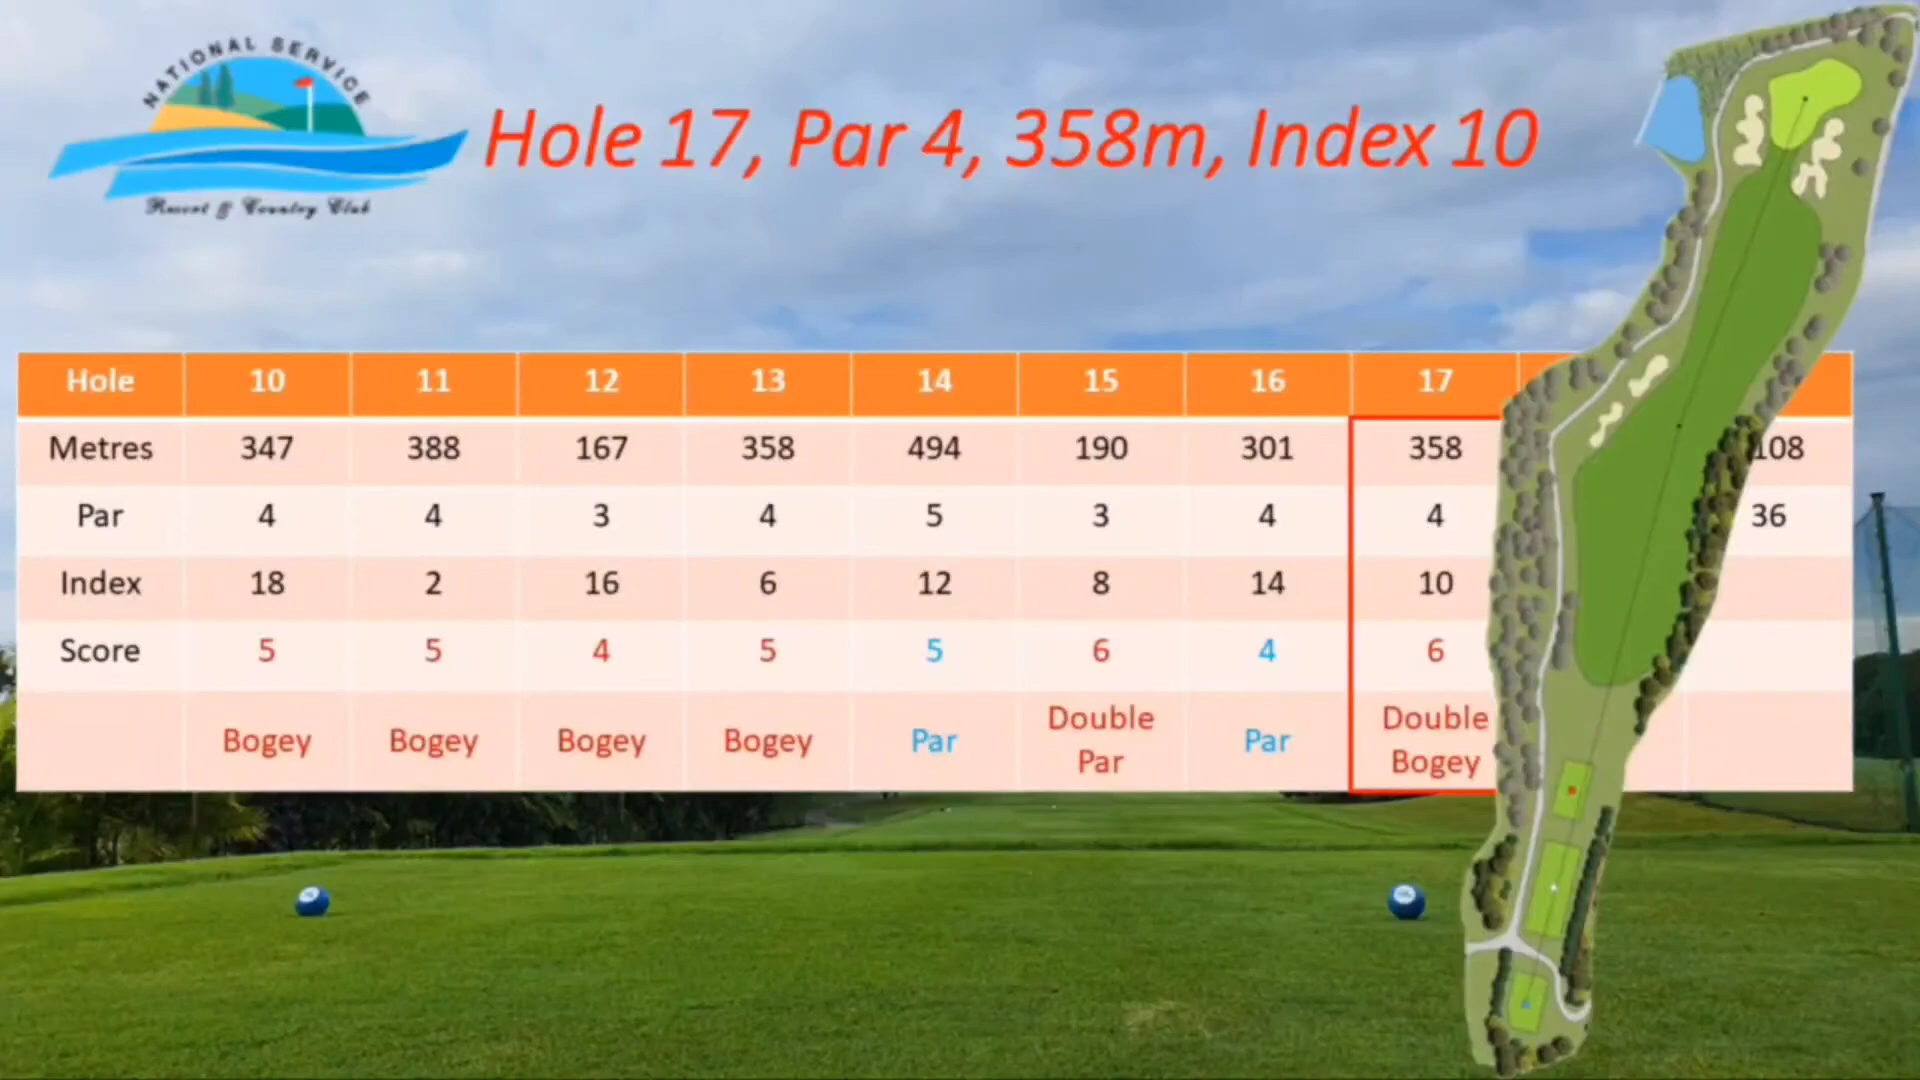 NATIONAL SERVICE
Resort & Country Club
Hole 17, Par 4, 358m, Index 10
Hole 10 11 12 13 14 15 16 17
Metres 347 388 167 358 494 190 301 358 108
Par 4 4 3 4 5 3 4 4 36
Index 18 2 16 6 12 8 14 10
Score 5 5 4 5 5 6 4 6
Bogey Bogey Bogey Bogey Par Double Par Par Double Bogey